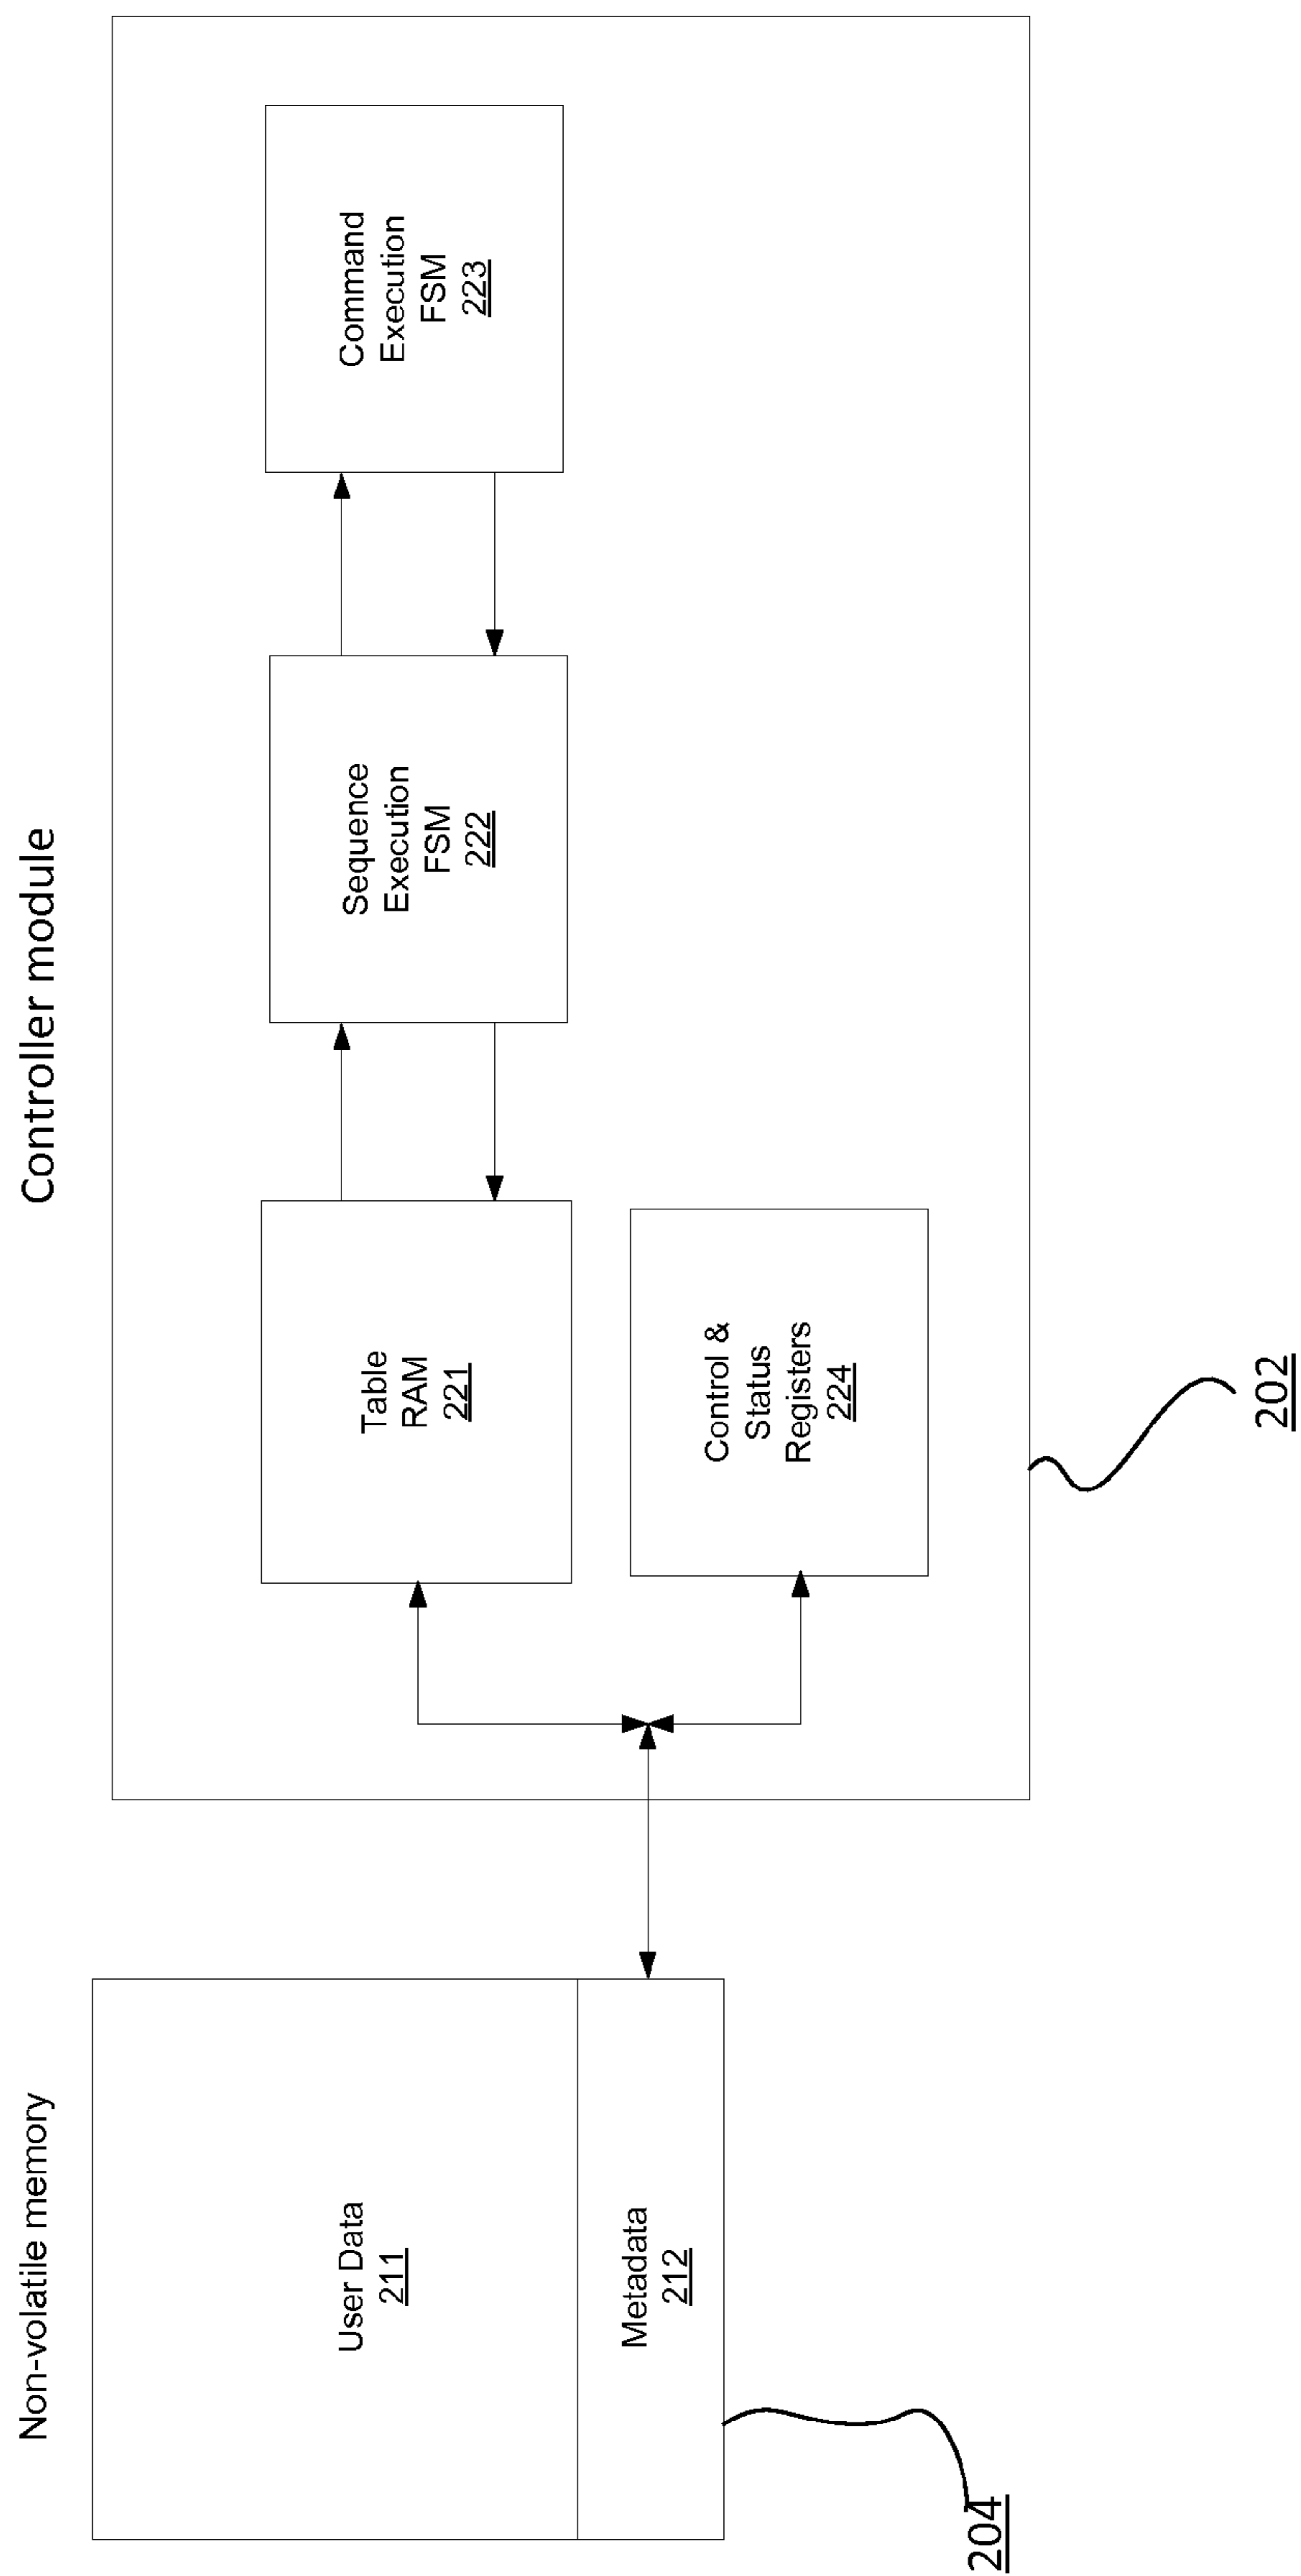 Non-volatile memory
User Data
211
Metadata
212
204
Controller module
Table
RAM
221
Sequence
Execution
FSM
222
Command
Execution
FSM
223
Control &
Status
Registers
224
202